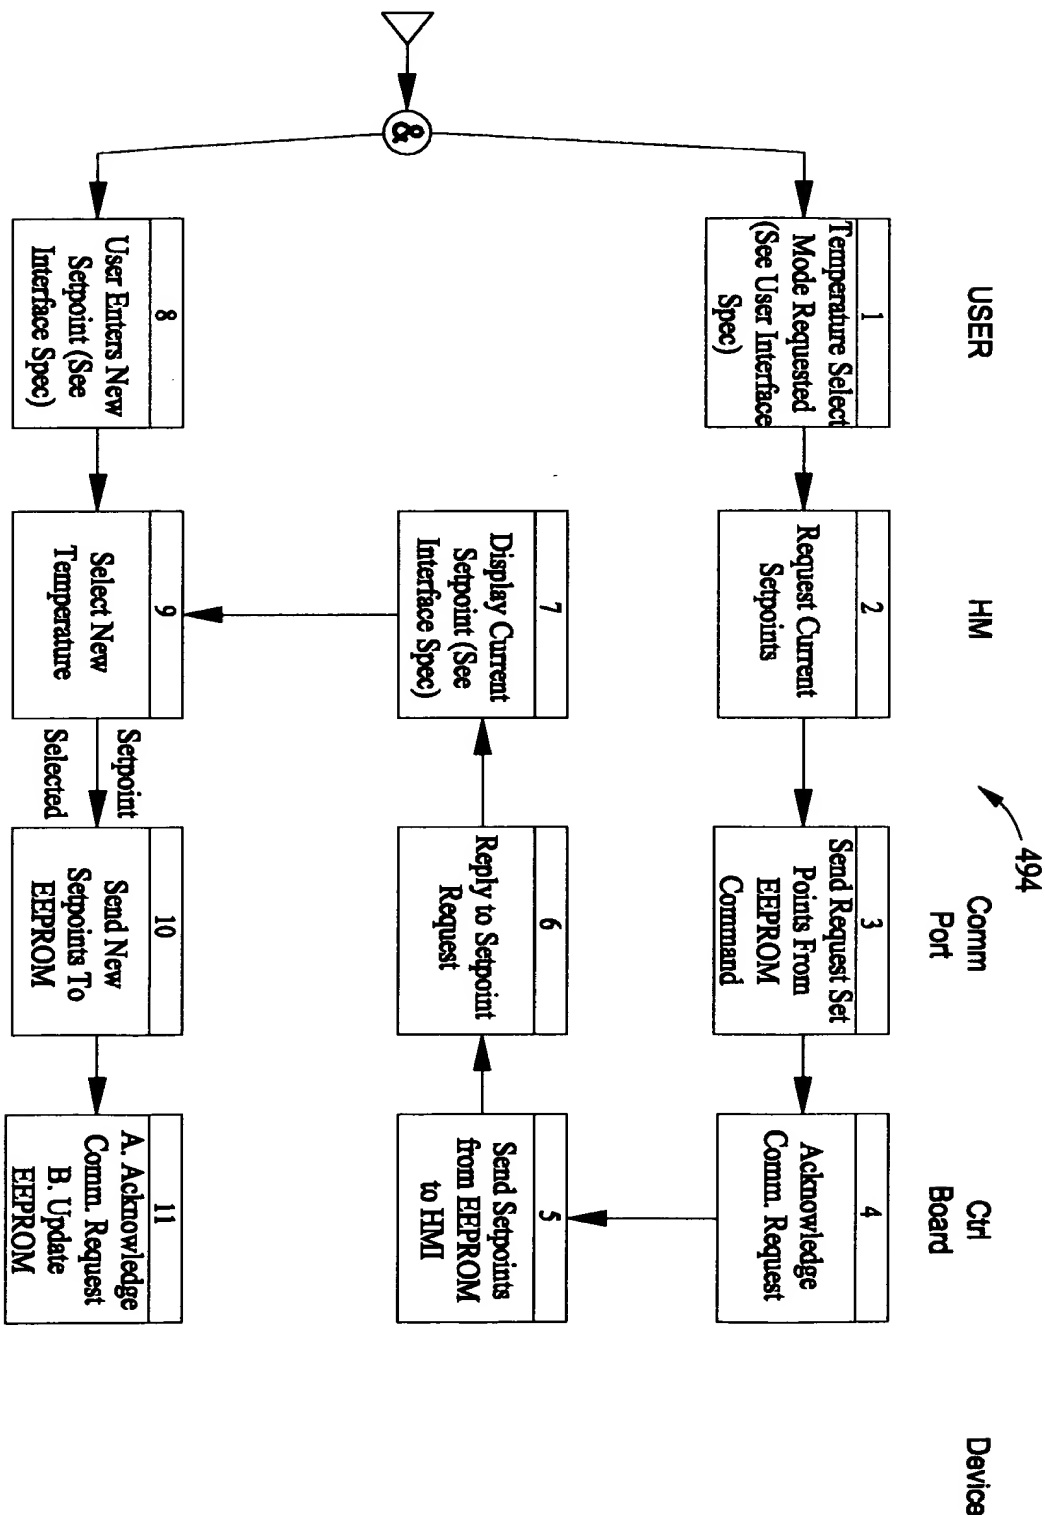 494
USER
HM
Comm
Port
Ctrl
Board
Device
&
1
Temperature Select
Mode Requested
(See User Interface
Spec)
2
Request Current
Setpoints
3
Send Request Set
Points From
EEPROM
Command
4
Acknowledge
Comm. Request
7
Display Current
Setpoint (See
Interface Spec)
6
Reply to Setpoint
Request
5
Send Setpoints
from EEPROM
to HMI
8
User Enters New
Setpoint (See
Interface Spec)
9
Select New
Temperature
Setpoint
Selected
10
Send New
Setpoints To
EEPROM
11
A. Acknowledge
Comm. Request
B. Update
EEPROM